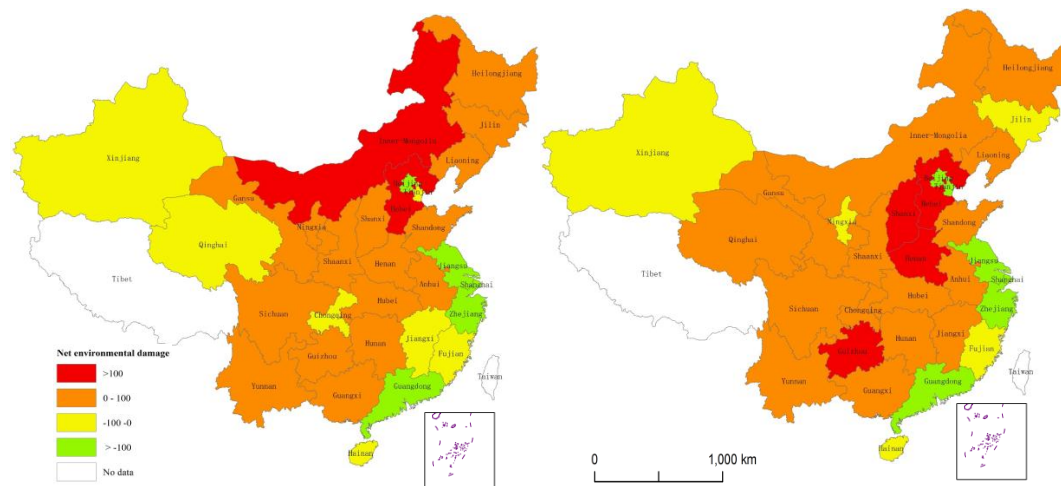 Heilongjiang
Jilin
Inner-Mongolia
Liaoning
Xinjiang
Gansu
Hebei
Ningxia
Shanxi
Shandong
Qinghai
Shaanxi
Henan
Jiangsu
Tibet
Anhui
Shanghai
Sichuan
Chongqing
Hubei
Zhejiang
Hunan
Jiangxi
Guizhou
Fujian
Yunnan
Guangxi
Guangdong
Taiwan
Hainan
Net environmental damage
>100
0 - 100
-100 -0
> -100
No data
Heilongjiang
Jilin
Inner-Mongolia
Liaoning
Xinjiang
Gansu
Hebei
Ningxia
Shanxi
Shandong
Qinghai
Shaanxi
Henan
Jiangsu
Tibet
Anhui
Shanghai
Sichuan
Chongqing
Hubei
Zhejiang
Hunan
Jiangxi
Guizhou
Fujian
Yunnan
Guangxi
Guangdong
Taiwan
Hainan
0 1,000 km